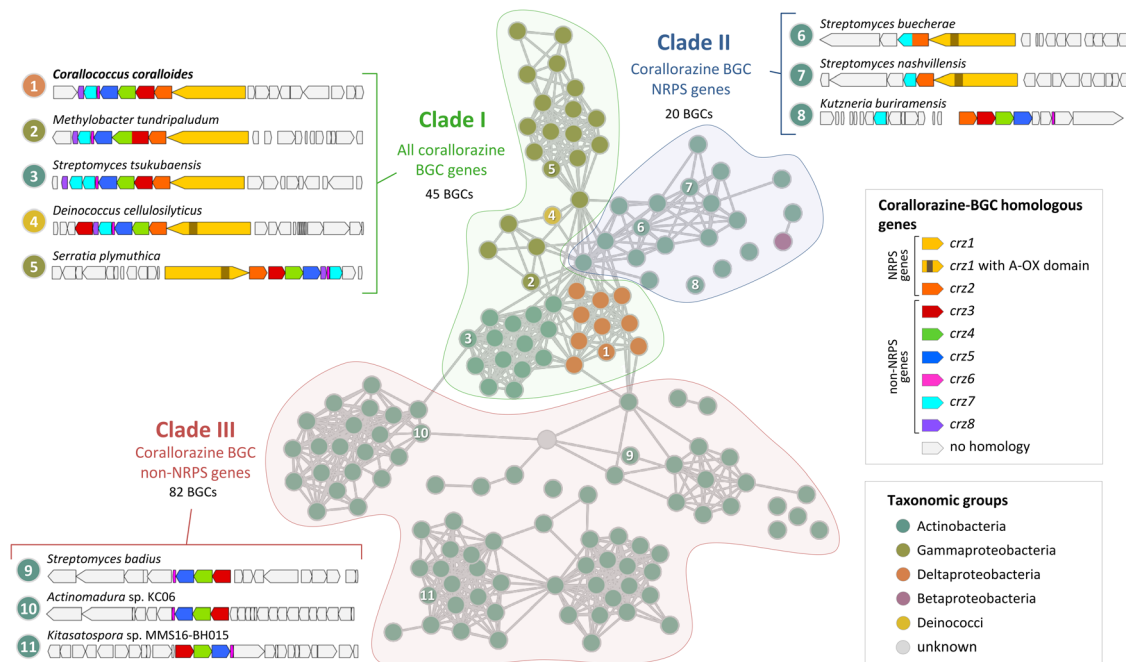 Clade I
All corallorazine
BGC genes
45 BGCs
1
Corallococcus coralloides
2
Methylobacter tundripaludum
3
Streptomyces tsukubaensis
4
Deinococcus cellulosilyticus
5
Serratia plymuthica
Clade II
Corallorazine BGC
NRPS genes
20 BGCs
6
Streptomyces buecherae
7
Streptomyces nashvillensis
8
Kutzneria buriramensis
5
4
2
3
1
7
6
8
10
9
11
Clade III
Corallorazine BGC
non-NRPS genes
82 BGCs
9
Streptomyces badius
10
Actinomadura sp. KC06
11
Kitasatospora sp. MMS16-BH015
Corallorazine-BGC homologous
genes
NRPS
genes
crz1
crz1 with A-OX domain
crz2
non-NRPS
genes
crz3
crz4
crz5
crz6
crz7
crz8
no homology
Taxonomic groups
Actinobacteria
Gammaproteobacteria
Deltaproteobacteria
Betaproteobacteria
Deinococci
unknown